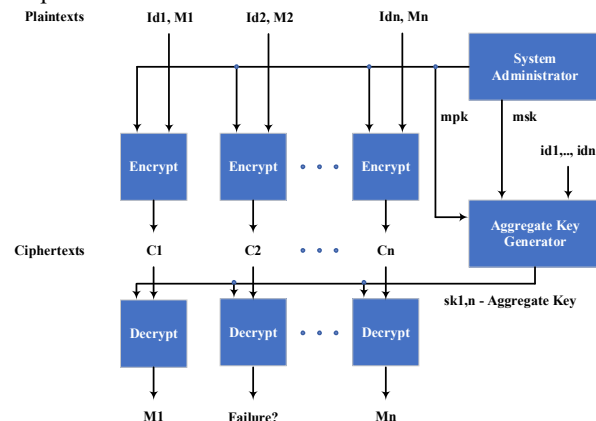 Plaintexts
Id1, M1
Id2, M2
Idn, Mn
System
Administrator
mpk
msk
id1,.., idn
Encrypt
Encrypt
Encrypt
Aggregate Key
Generator
Ciphertexts
C1
C2
Cn
sk1,n - Aggregate Key
Decrypt
Decrypt
Decrypt
M1
Failure?
Mn